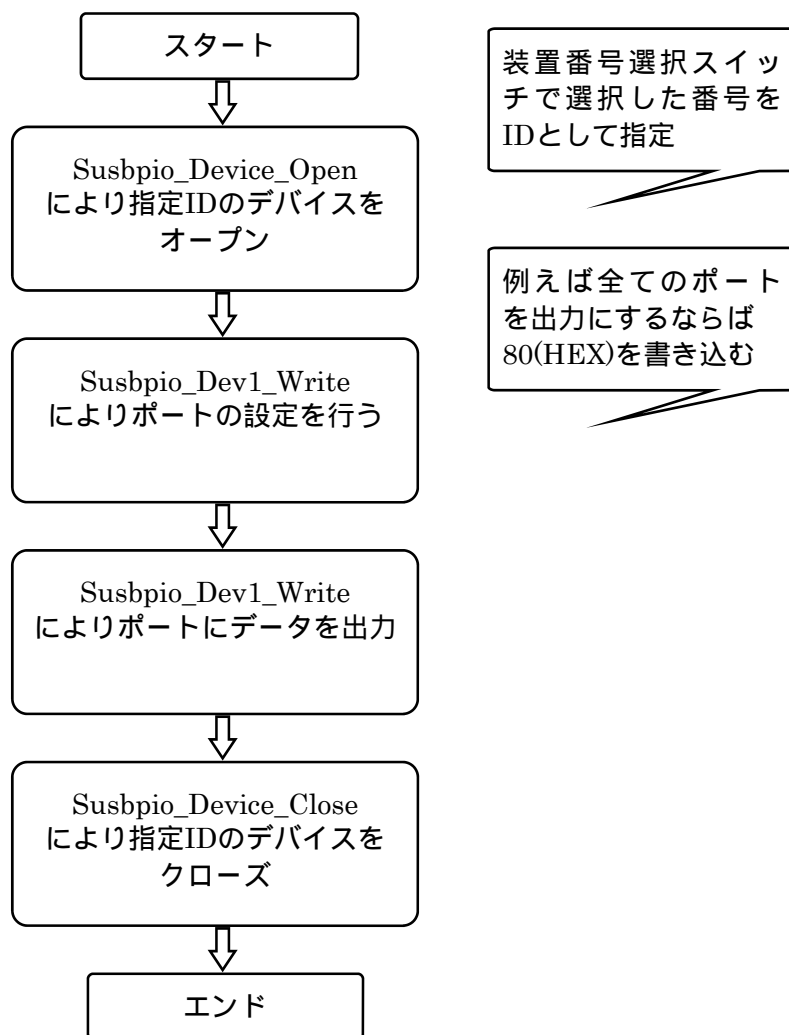 スタート
装置番号選択スイッ
チで選択した番号を
IDとして指定
Susbpio_Device_Open
により指定IDのデバイスを
オープン
例えば全てのポート
を出力にするならば
80(HEX)を書き込む
Susbpio_Dev1_Write
によりポートの設定を行う
Susbpio_Dev1_Write
によりポートにデータを出力
Susbpio_Device_Close
により指定IDのデバイスを
クローズ
エンド